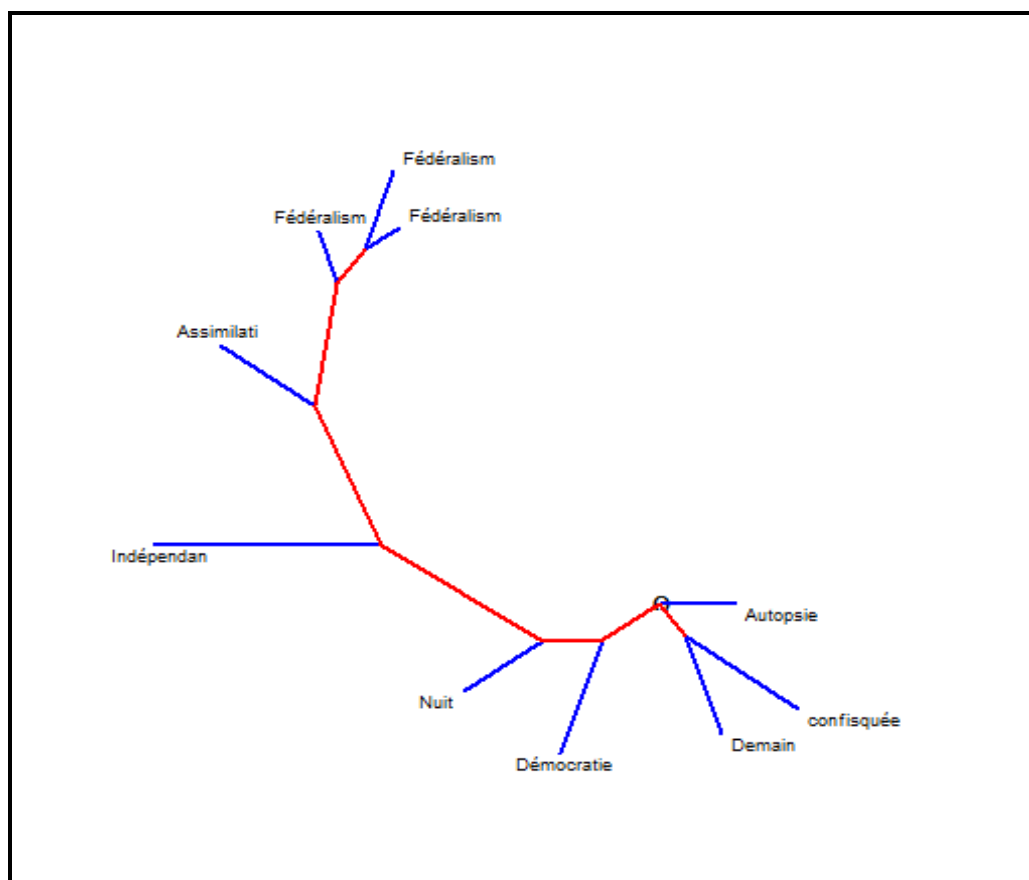 Fédéralism
Fédéralism
Fédéralism
Assimilati
Indépendan
Autopsie
Nuit
confisquée
Demain
Démocratie